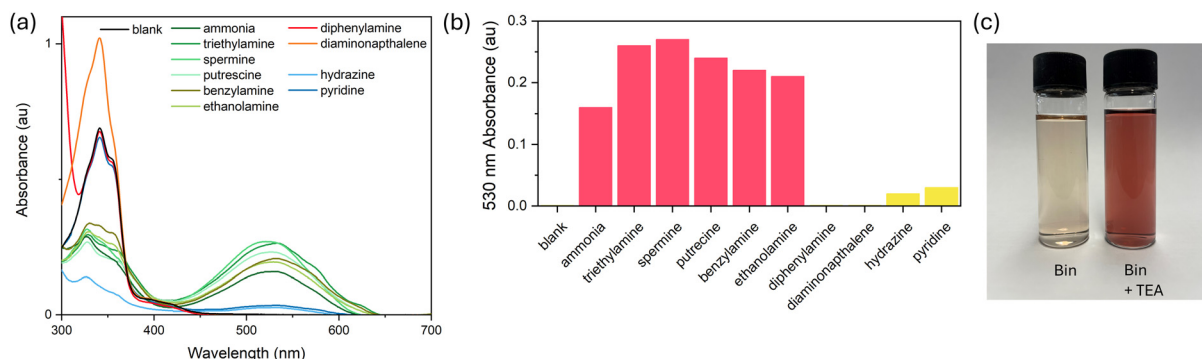 (a)
blank
ammonia
triethylamine
spermine
putrescine
benzylamine
ethanolamine
diphenylamine
diaminonapthalene
hydrazine
pyridine
1
0
Absorbance (au)
300
400
500
600
700
Wavelength (nm)
(b)
530 nm Absorbance (au)
0.3
0.2
0.1
0.0
blank
ammonia
triethylamine
spermine
putrecine
benzylamine
ethanolamine
diphenylamine
diaminonapthalene
hydrazine
pyridine
(c)
Bin
Bin
+ TEA